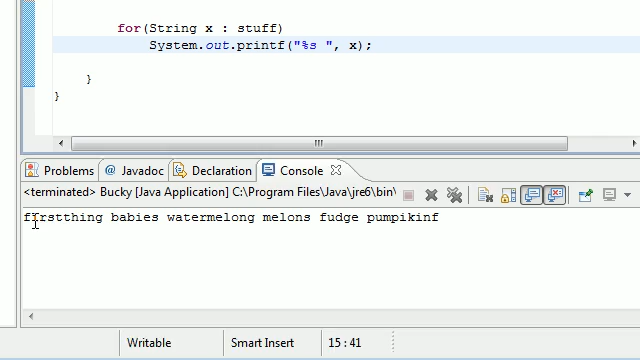 for(String x : stuff)
System.out.printf("%s ", x);
}
}
Problems @ Javadoc Declaration Console
<terminated> Bucky [Java Application] C:\Program Files\Java\jre6\bin\
firstthing babies watermelong melons fudge pumpikinf
Writable Smart Insert 15 : 41